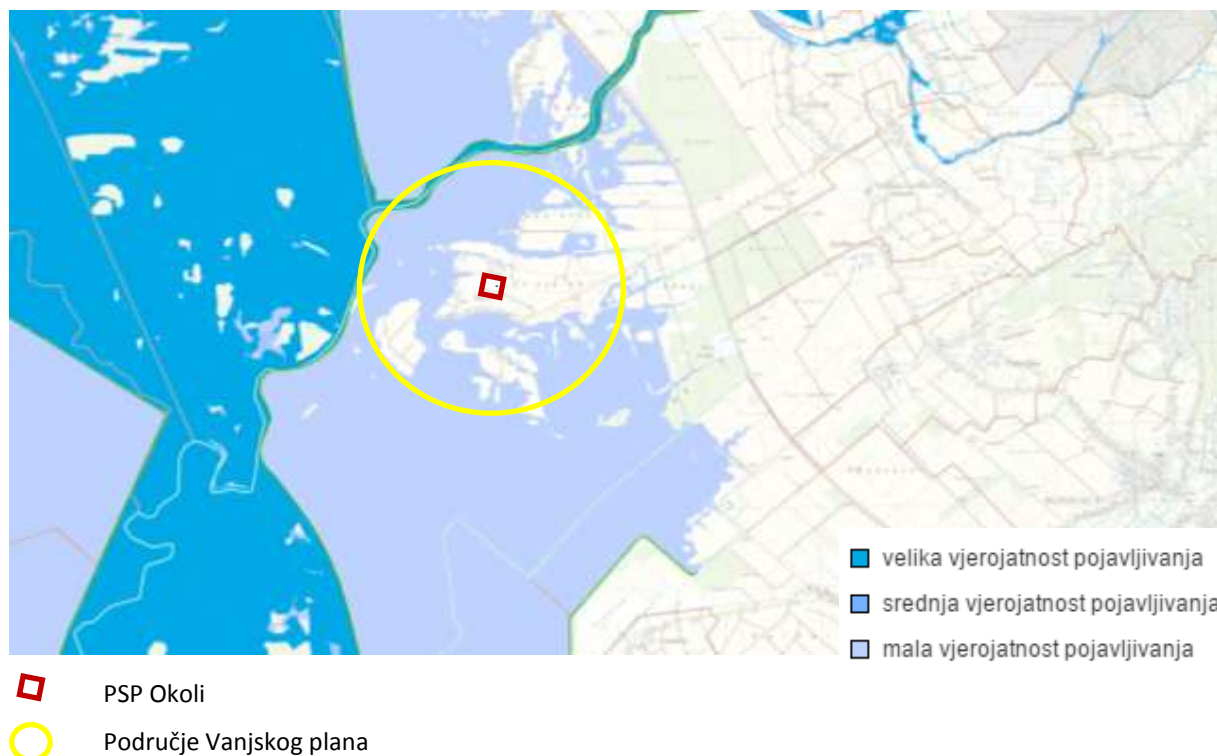 velika vjerojatnost pojavljivanja
srednja vjerojatnost pojavljivanja
mala vjerojatnost pojavljivanja
PSP Okoli
Područje Vanjskog plana